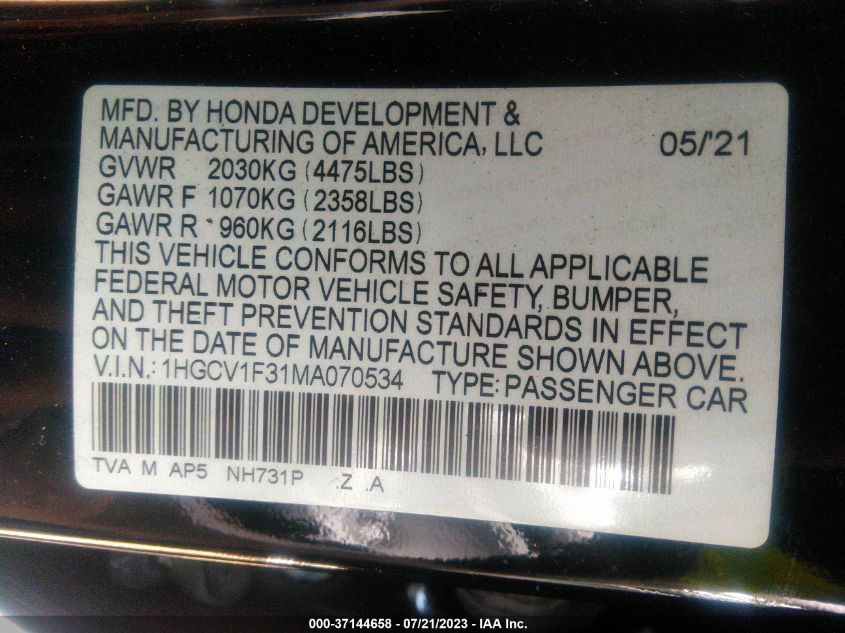 MFD. BY HONDA DEVELOPMENT &
MANUFACTURING OF AMERICA, LLC 05/'21
GVWR 2030KG (4475LBS)
GAWR F 1070KG (2358LBS)
GAWR R 960KG (2116LBS)
THIS VEHICLE CONFORMS TO ALL APPLICABLE
FEDERAL MOTOR VEHICLE SAFETY, BUMPER,
AND THEFT PREVENTION STANDARDS IN EFFECT
ON THE DATE OF MANUFACTURE SHOWN ABOVE.
V.I.N.: 1HGCV1F31MA070534 TYPE: PASSENGER CAR
TVA M AP5 NH731P .Z .A
000-37144658 - 07/21/2023 - IAA Inc.